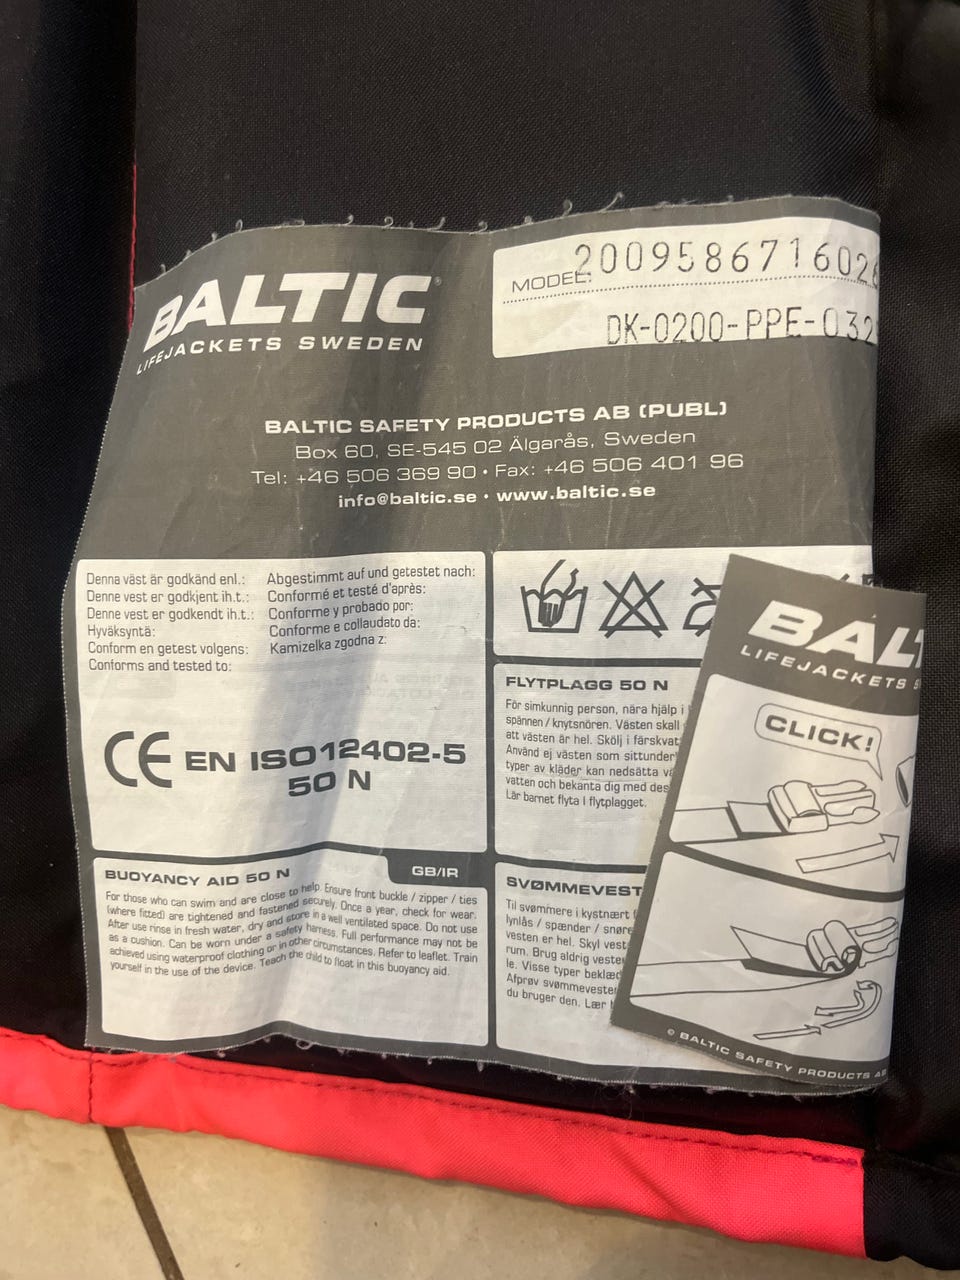 BALTIC®
LIFEJACKETS SWEDEN
MODEL: 2009586716026
DK-0200-PPE-032
BALTIC SAFETY PRODUCTS AB (PUBL)
Box 60, SE-545 02 Älgarås, Sweden
Tel: +46 506 369 90 • Fax: +46 506 401 96
info@baltic.se • www.baltic.se
Denna väst är godkänd enl.:
Denne vest er godkjent ih.t.:
Denne vest er godkendt ih.t.:
Hyväksyntä:
Conform en getest volgens:
Conforms and tested to:
Abgestimmt auf und getestet nach:
Conformé et testé d'après:
Conforme y probado por:
Conforme e collaudato da:
Kamizelka zgodna z:
CE EN ISO12402-5
50 N
BUOYANCY AID 50 N
GB/IR
For those who can swim and are close to help. Ensure front buckle / zipper / ties
(where fitted) are tightened and fastened securely. Once a year, check for wear.
After use rinse in fresh water, dry and store in a well ventilated space. Do not use
as a cushion. Can be worn under a safety harness. Full performance may not be
achieved using waterproof clothing or in other circumstances. Refer to leaflet. Train
yourself in the use of the device. Teach the child to float in this buoyancy aid.
FLYTPLAGG 50 N
För simkunnig person, nära hjälp i
spännen / knytsnören. Västen skall
att västen är hel. Skölj i färskvat
Använd ej västen som sittunder
typer av kläder kan nedsätta vä
vatten och bekanta dig med des
Lär barnet flyta i flytplagget.
SVØMMEVEST
Til svømmere i kystnært
lynlås / spænder / snøre
vesten er hel. Skyl vest
rum. Brug aldrig veste
le. Visse typer beklæd
Afprøv svømmevester
du bruger den. Lær
BALT
LIFEJACKETS S
CLICK!
© BALTIC SAFETY PRODUCTS AB